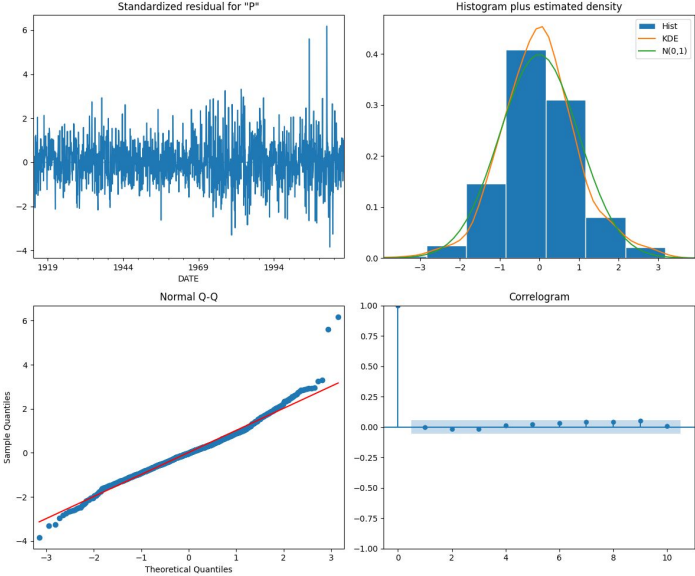 Standardized residual for "P"
6
4
2
0
−2
−4
1919 1944 1969 1994
DATE
Histogram plus estimated density
Hist
KDE
N(0,1)
0.4
0.3
0.2
0.1
0.0
−3 −2 −1 0 1 2 3
Normal Q-Q
Sample Quantiles
6
4
2
0
−2
−4
−3 −2 −1 0 1 2 3
Theoretical Quantiles
Correlogram
1.00
0.75
0.50
0.25
0.00
−0.25
−0.50
−0.75
−1.00
0 2 4 6 8 10